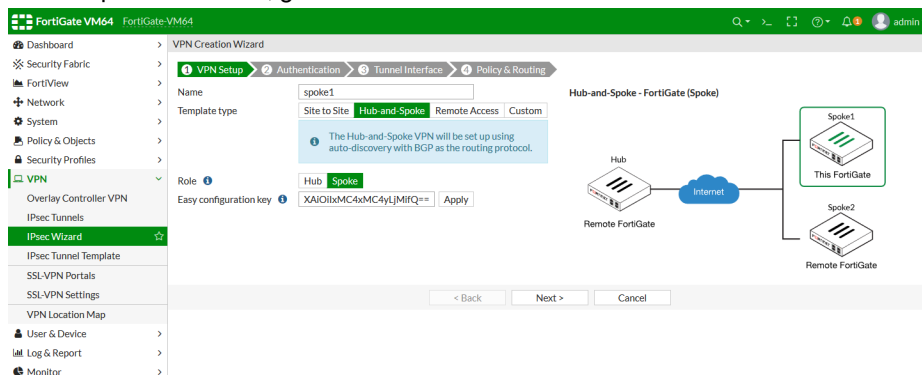 FortiGate VM64 FortiGate-VM64
admin
1
Dashboard
Security Fabric
FortiView
Network
System
Policy & Objects
Security Profiles
VPN
Overlay Controller VPN
IPsec Tunnels
IPsec Wizard
IPsec Tunnel Template
SSL-VPN Portals
SSL-VPN Settings
VPN Location Map
User & Device
Log & Report
Monitor
VPN Creation Wizard
1 VPN Setup 2 Authentication 3 Tunnel Interface 4 Policy & Routing
Name spoke1
Template type Site to Site Hub-and-Spoke Remote Access Custom
The Hub-and-Spoke VPN will be set up using
auto-discovery with BGP as the routing protocol.
Role Hub Spoke
Easy configuration key XAiOiIxMC4xMC4yLjMifQ== Apply
Hub-and-Spoke - FortiGate (Spoke)
Spoke1
This FortiGate
Hub
Internet
Remote FortiGate
Spoke2
Remote FortiGate
< Back Next > Cancel